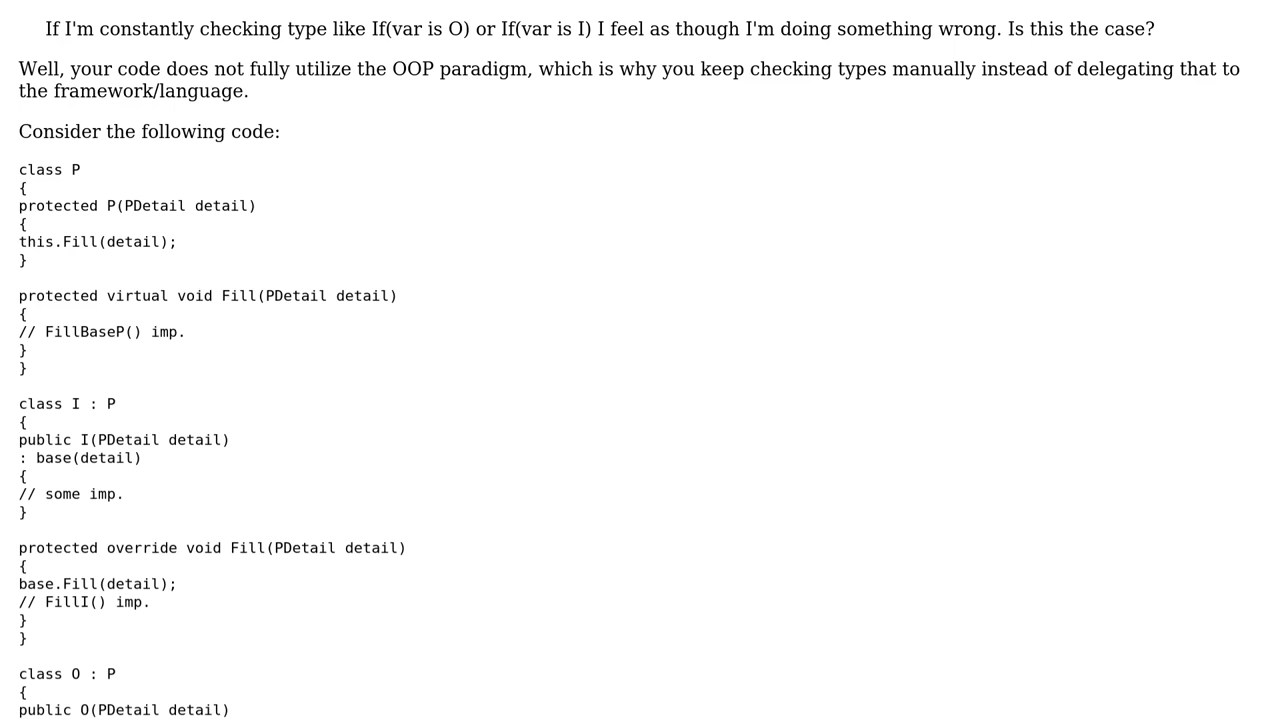 If I'm constantly checking type like If(var is O) or If(var is I) I feel as though I'm doing something wrong. Is this the case?
Well, your code does not fully utilize the OOP paradigm, which is why you keep checking types manually instead of delegating that to
the framework/language.
Consider the following code:
class P
{
protected P(PDetail detail)
{
this.Fill(detail);
}
protected virtual void Fill(PDetail detail)
{
// FillBaseP() imp.
}
}
class I : P
{
public I(PDetail detail)
: base(detail)
{
// some imp.
}
protected override void Fill(PDetail detail)
{
base.Fill(detail);
// FillI() imp.
}
}
class O : P
{
public O(PDetail detail)